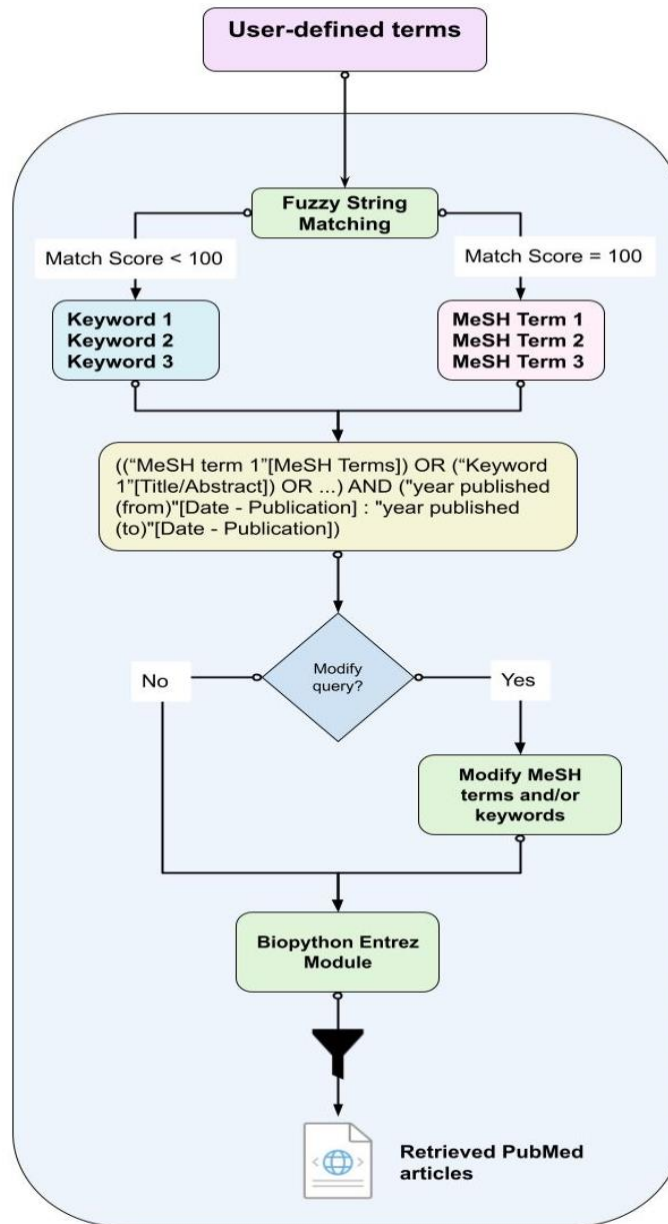 User-defined terms
Fuzzy String
Matching
Match Score < 100
Match Score = 100
Keyword 1
Keyword 2
Keyword 3
MeSH Term 1
MeSH Term 2
MeSH Term 3
((“MeSH term 1”[MeSH Terms]) OR (“Keyword
1”[Title/Abstract]) OR ...) AND ("year published
(from)"[Date - Publication] : "year published
(to)"[Date - Publication])
Modify
query?
No
Yes
Modify MeSH
terms and/or
keywords
Biopython Entrez
Module
Retrieved PubMed
articles